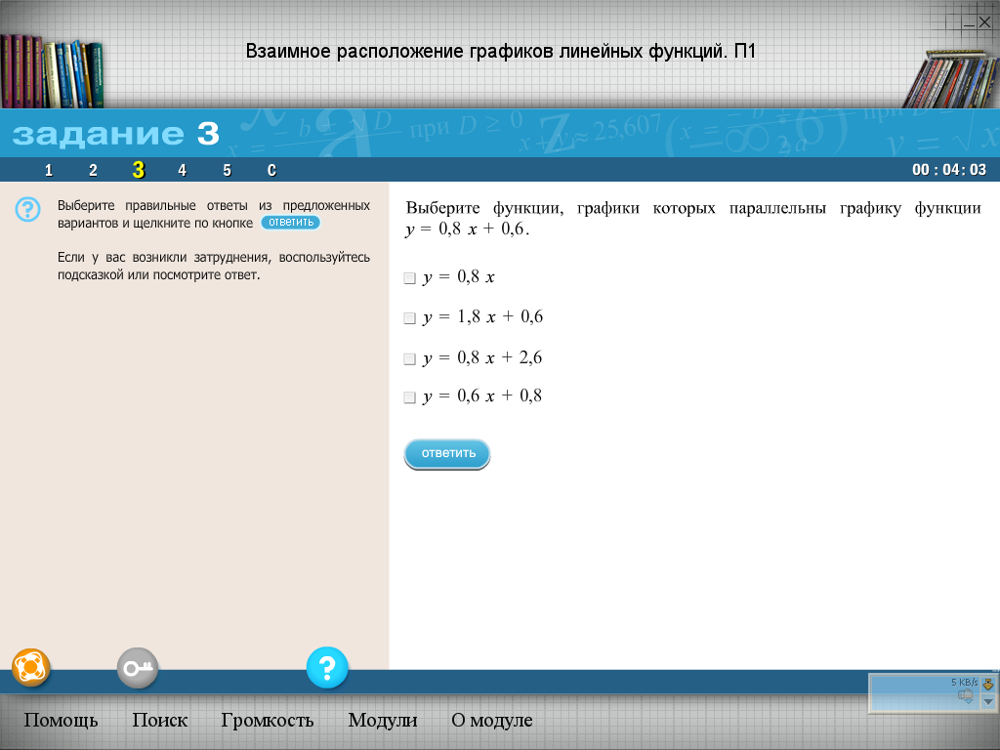 Взаимное расположение графиков линейных функций. П1
задание 3
1 2 3 4 5 С
00 : 04: 03
Выберите правильные ответы из предложенных
вариантов и щелкните по кнопке ответить
Если у вас возникли затруднения, воспользуйтесь
подсказкой или посмотрите ответ.
Выберите функции, графики которых параллельны графику функции
y = 0,8 x + 0,6.
y = 0,8 x
y = 1,8 x + 0,6
y = 0,8 x + 2,6
y = 0,6 x + 0,8
ответить
5 KB/s
Помощь Поиск Громкость Модули О модуле